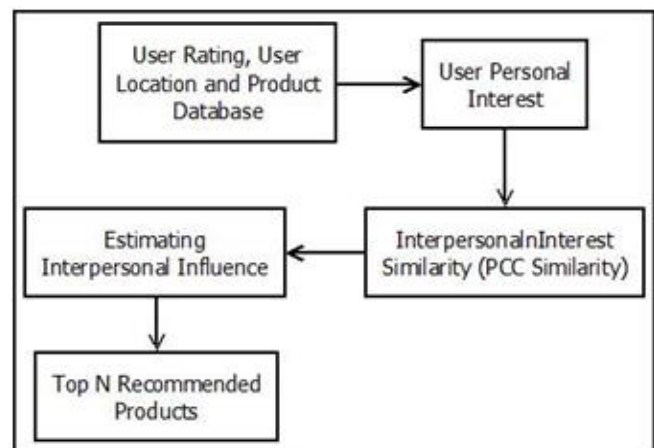 User Rating, User
Location and Product
Database
User Personal
Interest
InterpersonalnInterest
Similarity (PCC Similarity)
Estimating
Interpersonal Influence
Top N Recommended
Products